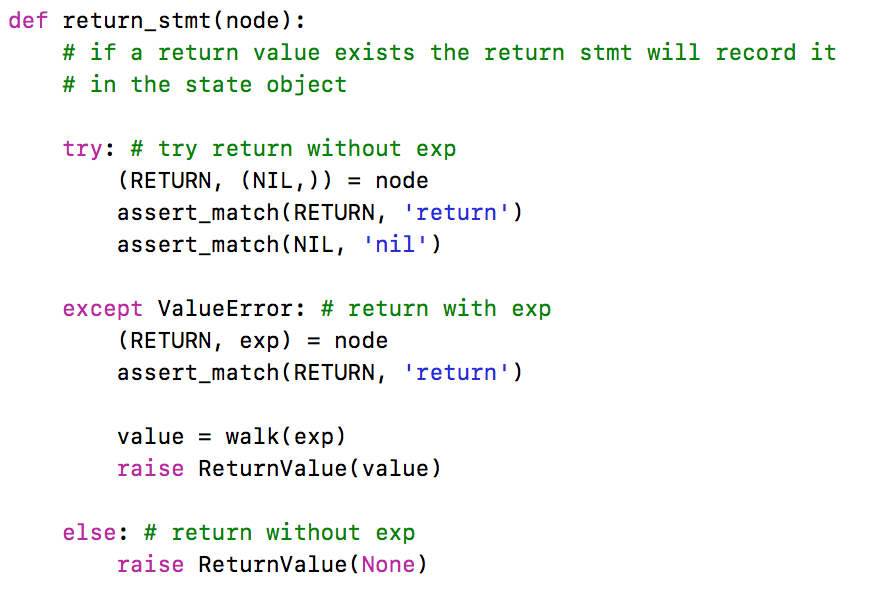 def return_stmt(node):
    # if a return value exists the return stmt will record it
    # in the state object

    try: # try return without exp
        (RETURN, (NIL,)) = node
        assert_match(RETURN, 'return')
        assert_match(NIL, 'nil')

    except ValueError: # return with exp
        (RETURN, exp) = node
        assert_match(RETURN, 'return')

        value = walk(exp)
        raise ReturnValue(value)

    else: # return without exp
        raise ReturnValue(None)